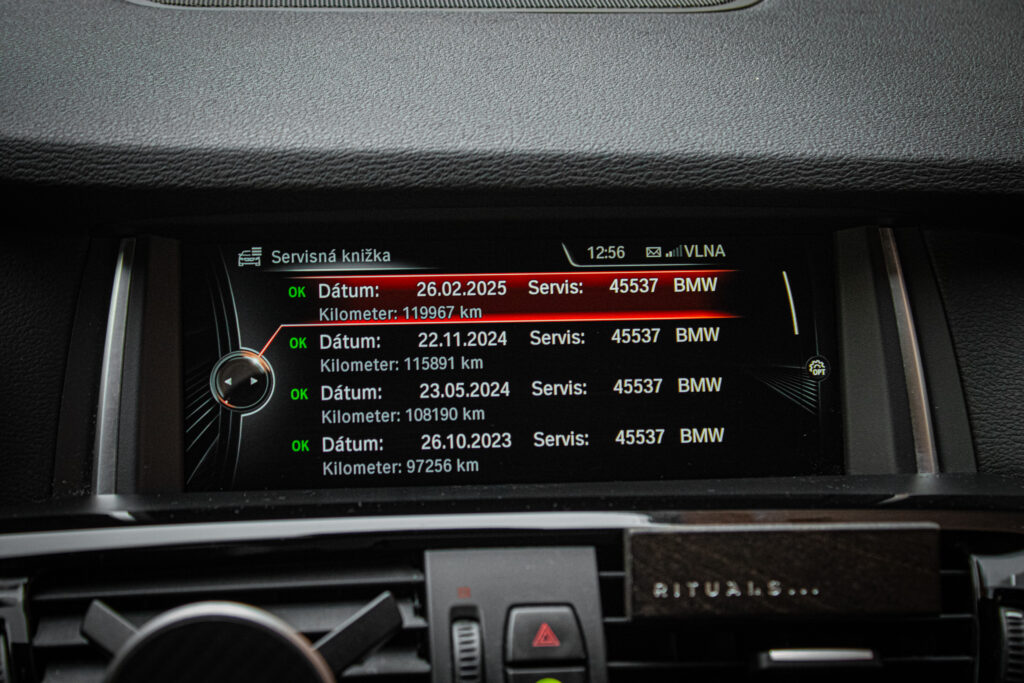 Servisná knižka 12:56 VLNA
OK Dátum: 26.02.2025 Servis: 45537 BMW
Kilometer: 119967 km
OK Dátum: 22.11.2024 Servis: 45537 BMW
Kilometer: 115891 km
OK Dátum: 23.05.2024 Servis: 45537 BMW
Kilometer: 108190 km
OPT
OK Dátum: 26.10.2023 Servis: 45537 BMW
Kilometer: 97256 km
RITUALS...